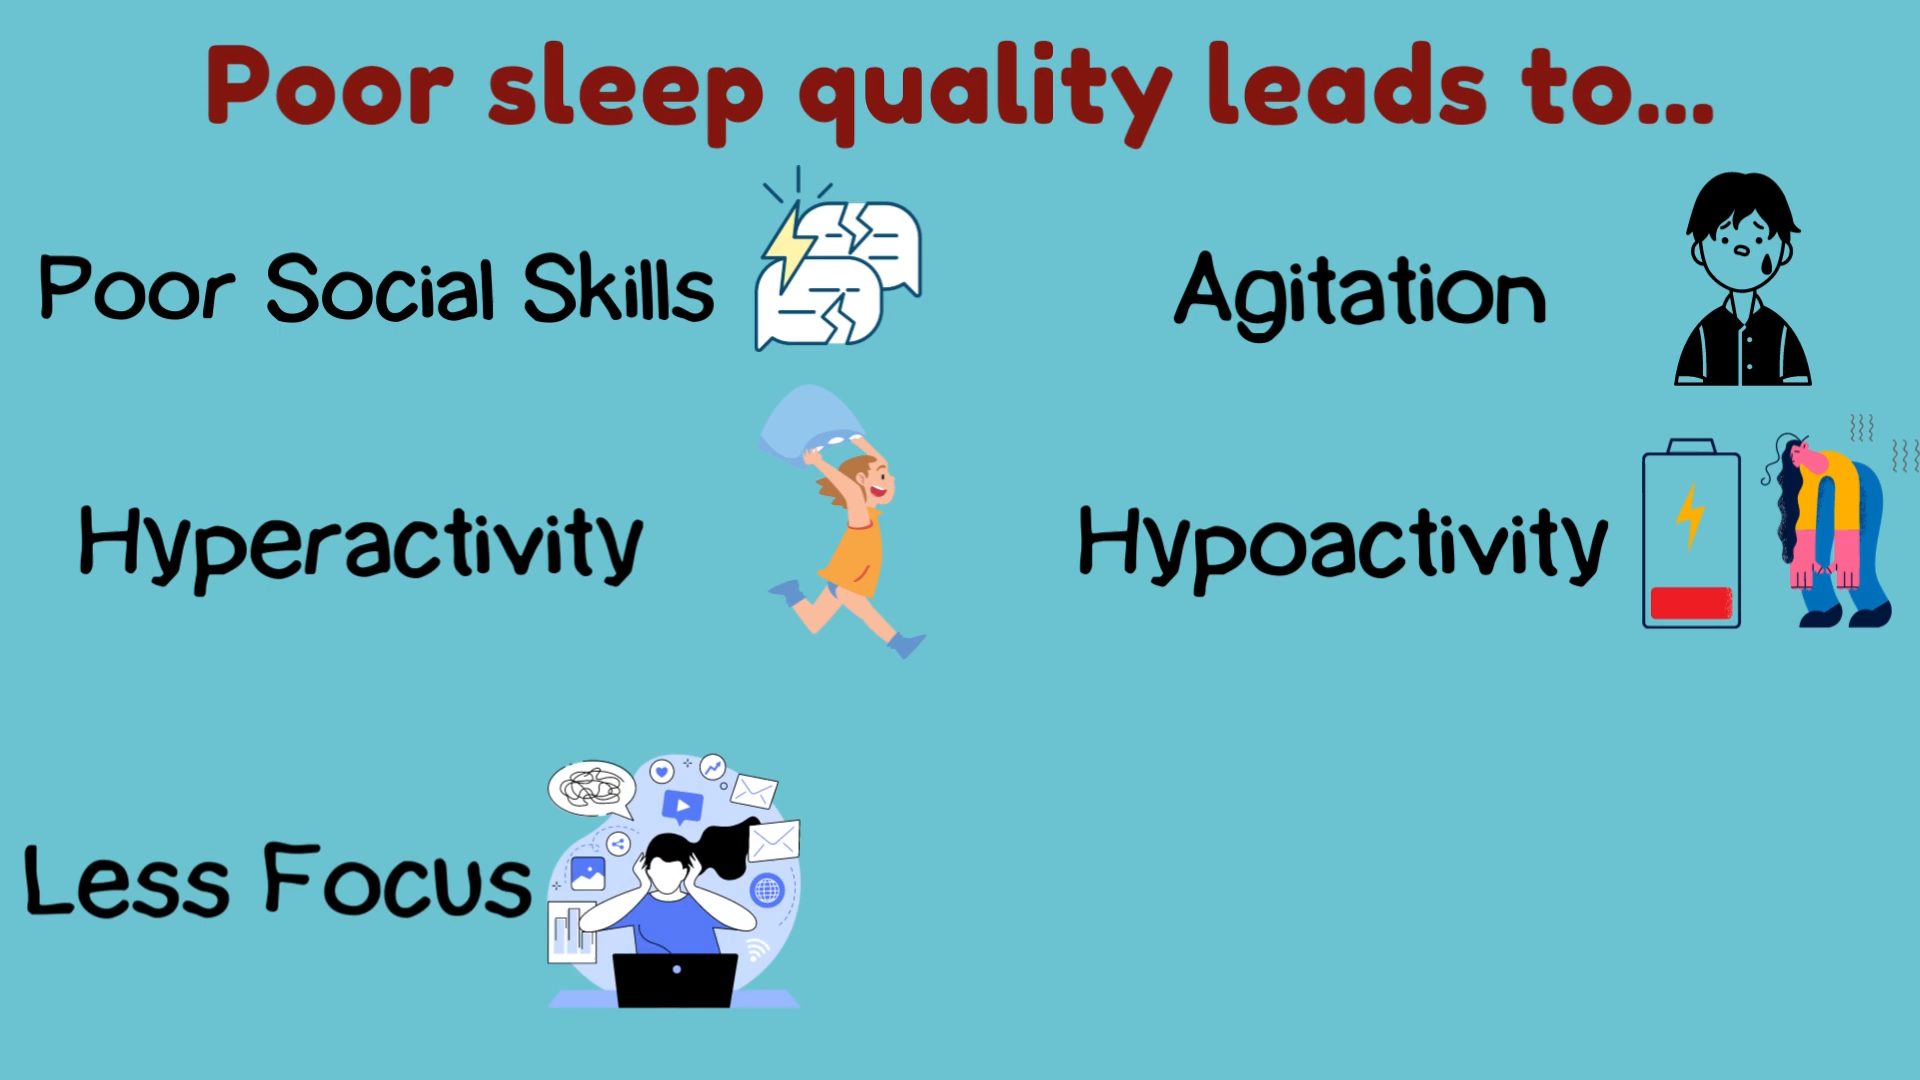 Poor sleep quality leads to...
Poor Social Skills
Agitation
Hyperactivity
Hypoactivity
Less Focus